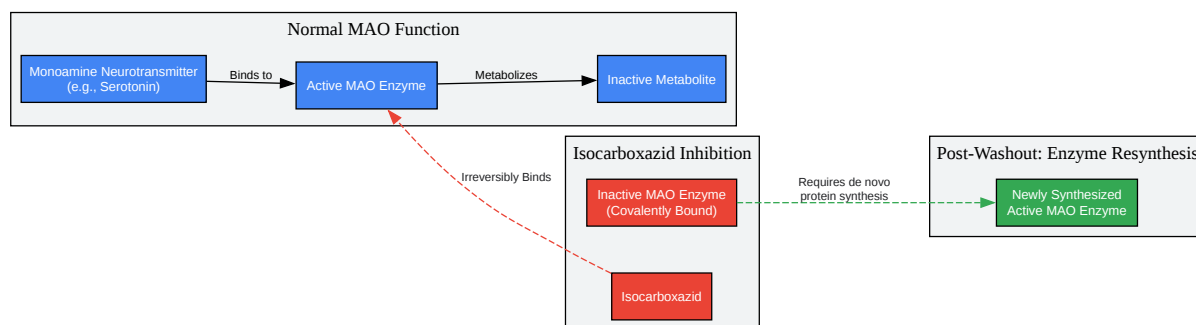 Normal MAO Function
Monoamine Neurotransmitter
(e.g., Serotonin)
Binds to
Active MAO Enzyme
Metabolizes
Inactive Metabolite
Isocarboxazid Inhibition
Irreversibly Binds
Inactive MAO Enzyme
(Covalently Bound)
Isocarboxazid
Requires de novo
protein synthesis
Post-Washout: Enzyme Resynthesis
Newly Synthesized
Active MAO Enzyme